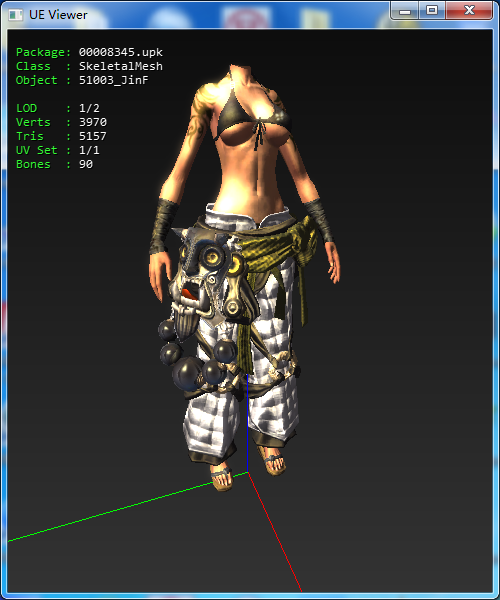 UE Viewer
Package: 00008345.upk
Class : SkeletalMesh
Object : 51003_JinF
LOD : 1/2
Verts : 3970
Tris : 5157
UV Set : 1/1
Bones : 90